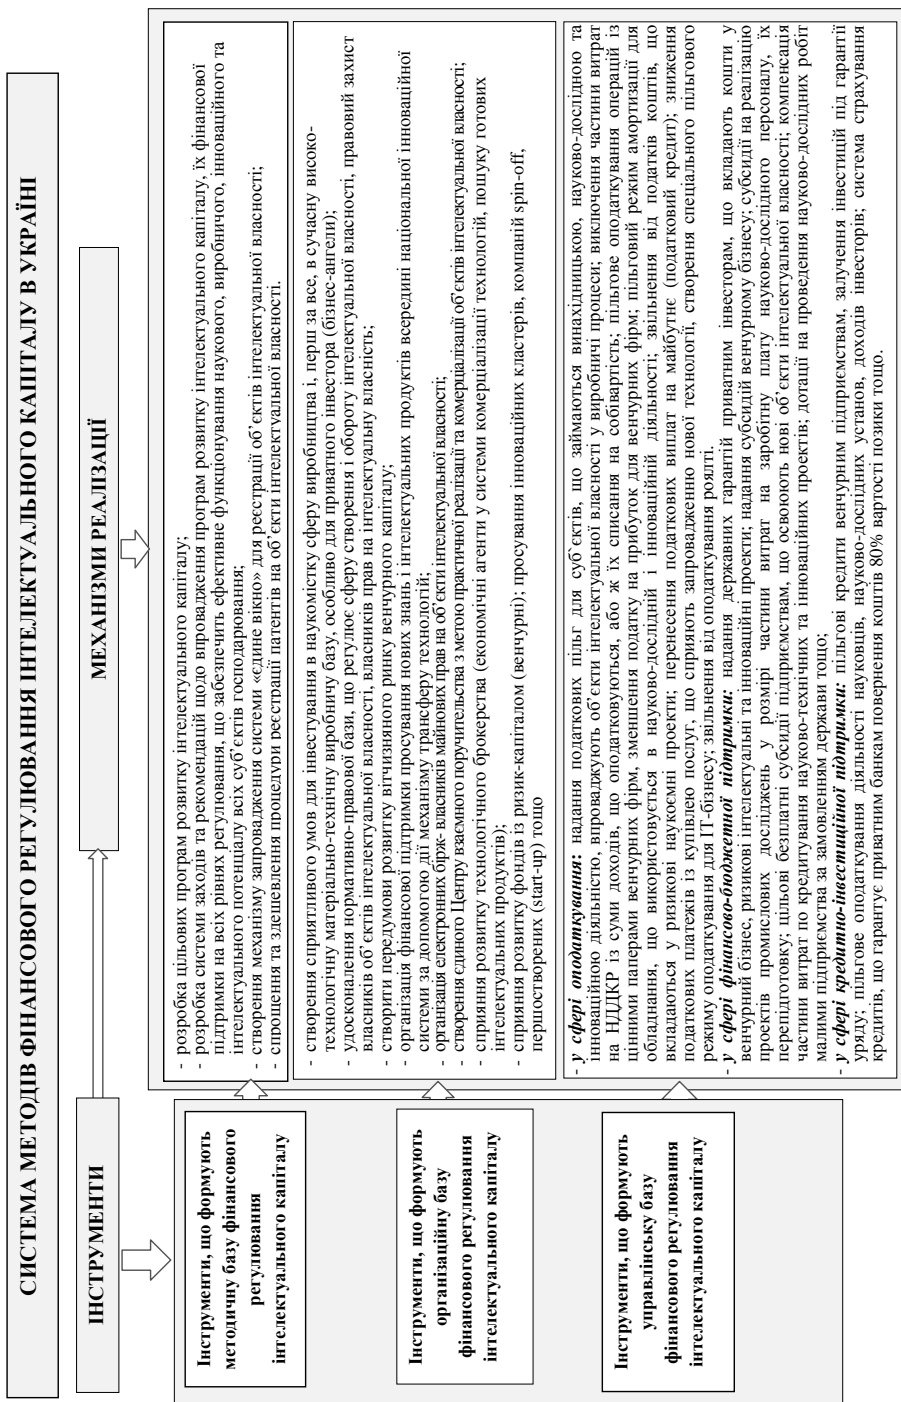 СИСТЕМА МЕТОДІВ ФІНАНСОВОГО РЕГУЛЮВАННЯ ІНТЕЛЕКТУАЛЬНОГО КАПІТАЛУ В УКРАЇНІ
ІНСТРУМЕНТИ
МЕХАНІЗМИ РЕАЛІЗАЦІЇ
Інструменти, що формують
методичну базу фінансового
регулювання
інтелектуального капіталу
- розробка цільових програм розвитку інтелектуального капіталу;
- розробка системи заходів та рекомендацій щодо впровадження програм розвитку інтелектуального капіталу, їх фінансової
підтримки на всіх рівнях регулювання, що забезпечить ефективне функціонування наукового, виробничого, інноваційного та
інтелектуального потенціалу всіх суб'єктів господарювання;
- створення механізму запровадження системи «єдине вікно» для реєстрації об'єктів інтелектуальної власності;
- спрощення та здешевлення процедури реєстрації патентів на об'єкти інтелектуальної власності.
Інструменти, що формують
організаційну базу
фінансового регулювання
інтелектуального капіталу
- створення сприятливого умов для інвестування в наукомістку сферу виробництва і, перш за все, в сучасну високо-
технологічну матеріально-технічну виробничу базу, особливо для приватного інвестора (бізнес-ангели);
- удосконалення нормативно-правової бази, що регулює сферу створення і обороту інтелектуальної власності, правовий захист
власників об'єктів інтелектуальної власності, власників прав на інтелектуальну власність;
- створити передумови розвитку вітчизняного ринку венчурного капіталу;
- організація фінансової підтримки просування нових знань і інтелектуальних продуктів всередині національної інноваційної
системи за допомогою дії механізму трансферу технологій;
- організація електронних бірж- власників майнових прав на об'єкти інтелектуальної власності;
- створення єдиного Центру взаємного поручительства з метою практичної реалізації та комерціалізації об'єктів інтелектуальної власності;
- сприяння розвитку технологічного брокерства (економічні агенти у системи комерціалізації технологій, пошуку готових
інтелектуальних продуктів);
- сприяння розвитку фондів із ризик-капіталом (венчурні); просування інноваційних кластерів, компаній spin-off,
першостворених (start-up) тощо
Інструменти, що формують
управлінську базу
фінансового регулювання
інтелектуального капіталу
- у сфері оподаткування: надання податкових пільг для суб'єктів, що займаються винахідницькою, науково-дослідною та
інноваційною діяльністю, впроваджують об'єкти інтелектуальної власності у виробничі процеси; виключення частини витрат
на НДДКР із суми доходів, що оподатковуються, або ж їх списання на собівартість; пільгове оподаткування операцій із
цінними паперами венчурних фірм, зменшення податку на прибуток для венчурних фірм; пільговий режим амортизації для
обладнання, що використовується в науково-дослідній і інноваційній діяльності; звільнення від податків коштів, що
вкладаються у ризикові наукоємні проекти; перенесення податкових виплат на майбутнє (податковий кредит); зниження
податкових платежів із купівлею послуг, що сприяють запровадженню нової технології, створення спеціального пільгового
режиму оподаткування для ІТ-бізнесу; звільнення від оподаткування роялті.
- у сфері фінансово-бюджетної підтримки: надання державних гарантій приватним інвесторам, що вкладають кошти у
венчурний бізнес, ризикові інтелектуальні та інноваційні проекти; надання субсидій венчурному бізнесу; субсидії на реалізацію
проектів промислових досліджень у розмірі частини витрат на заробітну плату науково-дослідного персоналу, їх
перепідготовку; цільові безплатні субсидії підприємствам, що освоюють нові об'єкти інтелектуальної власності; компенсація
частини витрат по кредитування науково-технічних та інноваційних проектів; дотації на проведення науково-дослідних робіт
малими підприємства за замовленням держави тощо;
- у сфері кредитно-інвестиційної підтримки: пільгові кредити венчурним підприємствам, залучення інвестицій під гарантії
уряду; пільгове оподаткування діяльності науковців, науково-дослідних установ, доходів інвесторів; система страхування
кредитів, що гарантує приватним банкам повернення коштів 80% вартості позики тощо.